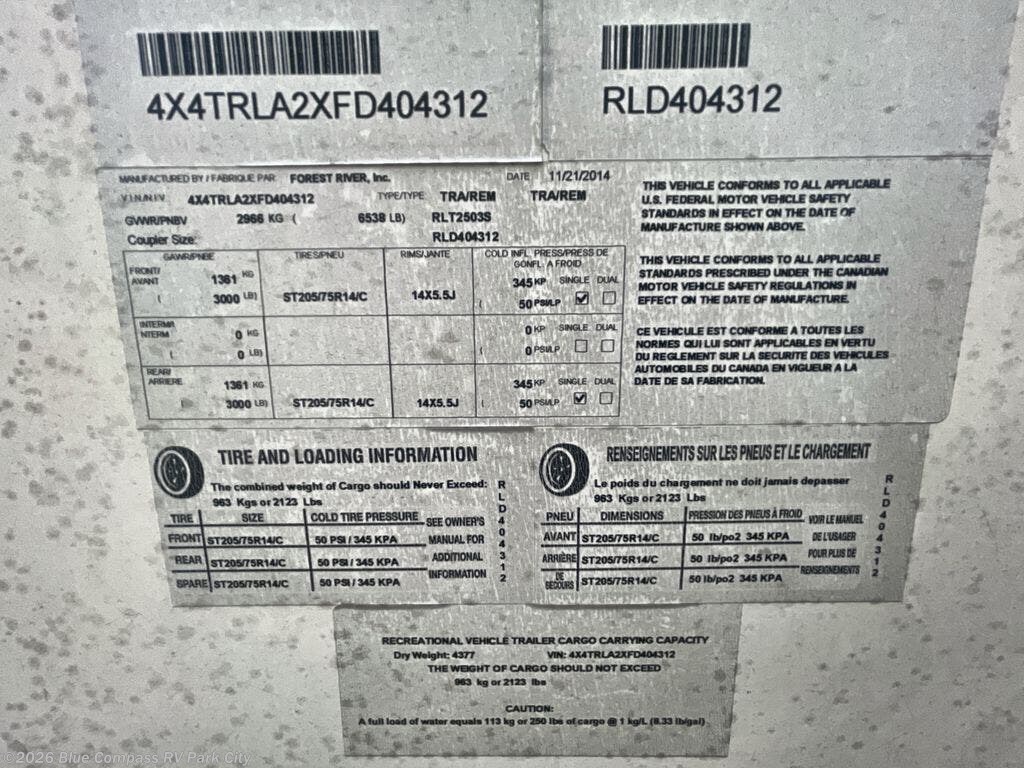 4X4TRLA2XFD404312
RLD404312
MANUFACTURED BY / FABRIQUE PAR: FOREST RIVER, Inc. DATE 11/21/2014
V.I.N./N.I.V. 4X4TRLA2XFD404312 TYPE/TYPE TRA/REM TRA/REM
GVWR/PNBV 2966 KG ( 6538 LB) RLT2503S
Coupler Size: RLD404312
GAWR/PNBE TIRES/PNEU RIMS/JANTE COLD INFL. PRESS/PRESS DE GONFL. A FROID
FRONT/ AVANT 1361 KG 345 KP SINGLE DUAL
( 3000 LB) ST205/75R14/C 14X5.5J ( 50 PSI/LP ☑ ☐
INTERM/ INTERM 0 KG 0 KP SINGLE DUAL
( 0 LB) ( 0 PSI/LP ☐ ☐
REAR/ ARRIERE 1361 KG 345 KP SINGLE DUAL
( 3000 LB) ST205/75R14/C 14X5.5J ( 50 PSI/LP ☑ ☐
THIS VEHICLE CONFORMS TO ALL APPLICABLE
U.S. FEDERAL MOTOR VEHICLE SAFETY
STANDARDS IN EFFECT ON THE DATE OF
MANUFACTURE SHOWN ABOVE.
THIS VEHICLE CONFORMS TO ALL APPLICABLE
STANDARDS PRESCRIBED UNDER THE CANADIAN
MOTOR VEHICLE SAFETY REGULATIONS IN
EFFECT ON THE DATE OF MANUFACTURE.
CE VEHICULE EST CONFORME A TOUTES LES
NORMES QUI LUI SONT APPLICABLES EN VERTU
DU REGLEMENT SUR LA SECURITE DES VEHICULES
AUTOMOBILES DU CANADA EN VIGUEUR A LA
DATE DE SA FABRICATION.
TIRE AND LOADING INFORMATION
The combined weight of Cargo should Never Exceed:
963 Kgs or 2123 Lbs
TIRE SIZE COLD TIRE PRESSURE
FRONT ST205/75R14/C 50 PSI / 345 KPA
REAR ST205/75R14/C 50 PSI / 345 KPA
SPARE ST205/75R14/C 50 PSI / 345 KPA
SEE OWNER'S
MANUAL FOR
ADDITIONAL
INFORMATION
RLD404312
RENSEIGNEMENTS SUR LES PNEUS ET LE CHARGEMENT
Le poids du chargement ne doit jamais depasser
963 Kgs or 2123 Lbs
PNEU DIMENSIONS PRESSION DES PNEUS À FROID
AVANT ST205/75R14/C 50 lb/po2 345 KPA
ARRIÈRE ST205/75R14/C 50 lb/po2 345 KPA
DE SECOURS ST205/75R14/C 50 lb/po2 345 KPA
VOIR LE MANUEL
DE L'USAGER
POUR PLUS DE
RENSEIGNEMENTS
RLD404312
RECREATIONAL VEHICLE TRAILER CARGO CARRYING CAPACITY
Dry Weight: 4377 VIN: 4X4TRLA2XFD404312
THE WEIGHT OF CARGO SHOULD NOT EXCEED
963 kg or 2123 lbs
CAUTION:
A full load of water equals 113 kg or 250 lbs of cargo @ 1 kg/L (8.33 lb/gal)
©2026 Blue Compass RV Park City